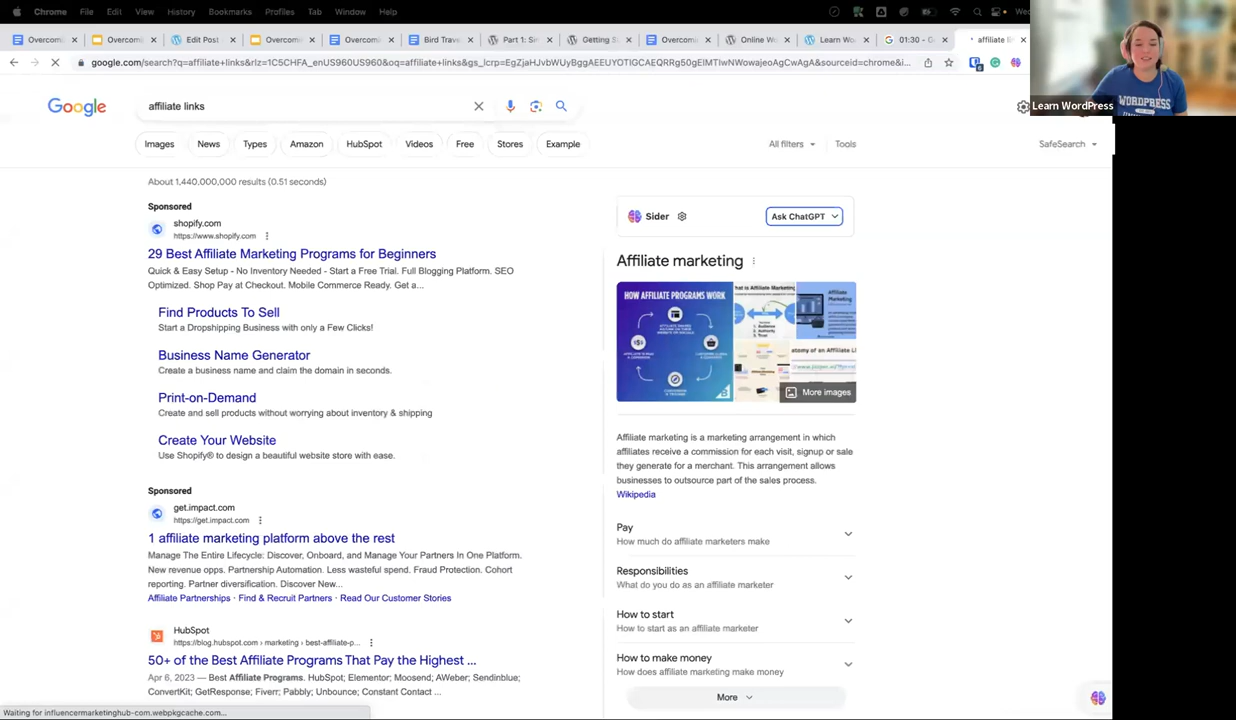 Chrome File Edit View History Bookmarks Profiles Tab Window Help
Overcomi Overcomi Edit Post Overcomi Overcomi Bird Trave Part 1: Si Getting S Overcomi Online Wo Learn Wo 01:30 - G affiliate li
google.com/search?q=affiliate+links&rlz=1C5CHFA_enUS960US960&oq=affiliate+links&gs_lcrp=
Learn WordPress
WORDPRESS
Google
affiliate links
Images News Types Amazon HubSpot Videos Free Stores Example
All filters Tools SafeSearch
About 1,440,000,000 results (0.51 seconds)
Sponsored
shopify.com
https://www.shopify.com
29 Best Affiliate Marketing Programs for Beginners
Quick & Easy Setup - No Inventory Needed - Start a Free Trial. Full Blogging Platform. SEO
Optimized. Shop Pay at Checkout. Mobile Commerce Ready. Get a...
Find Products To Sell
Start a Dropshipping Business with only a Few Clicks!
Business Name Generator
Create a business name and claim the domain in seconds.
Print-on-Demand
Create and sell products without worrying about inventory & shipping
Create Your Website
Use Shopify® to design a beautiful website store with ease.
Sponsored
get.impact.com
https://get.impact.com
1 affiliate marketing platform above the rest
Manage The Entire Lifecycle: Discover, Onboard, and Manage Your Partners In One Platform.
New revenue opps. Partnership Automation. Less wasteful spend. Fraud Protection. Cohort
reporting. Partner diversification. Discover New...
Affiliate Partnerships · Find & Recruit Partners · Read Our Customer Stories
HubSpot
https://blog.hubspot.com › marketing › best-affiliate-p...
50+ of the Best Affiliate Programs That Pay the Highest ...
Apr 6, 2023 — Best Affiliate Programs. HubSpot; Elementor; Moosend; AWeber; Sendinblue;
ConvertKit; GetResponse; Fiverr; Pabbly; Unbounce; Constant Contact ...
Sider Ask ChatGPT
Affiliate marketing
HOW AFFILIATE PROGRAMS WORK
What is Affiliate Marketing
Affiliate Marketing
More images
Affiliate marketing is a marketing arrangement in which
affiliates receive a commission for each visit, signup or sale
they generate for a merchant. This arrangement allows
businesses to outsource part of the sales process.
Wikipedia
Pay
How much do affiliate marketers make
Responsibilities
What do you do as an affiliate marketer
How to start
How to start as an affiliate marketer
How to make money
How does affiliate marketing make money
More
Waiting for influencermarketinghub-com.webpkgcache.com...